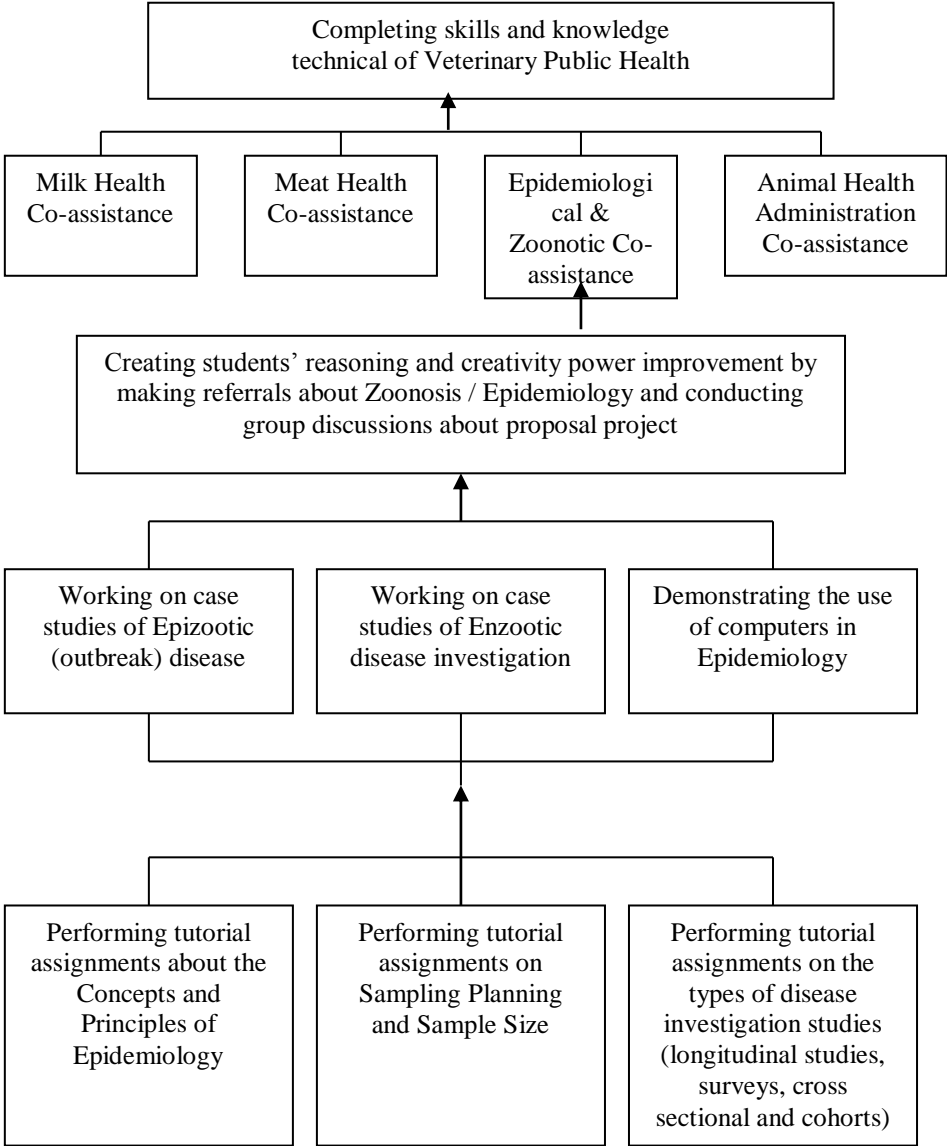 Completing skills and knowledge
technical of Veterinary Public Health
Milk Health
Co-assistance
Meat Health
Co-assistance
Epidemiologi
cal &
Zoonotic Co-
assistance
Animal Health
Administration
Co-assistance
Creating students’ reasoning and creativity power improvement by
making referrals about Zoonosis / Epidemiology and conducting
group discussions about proposal project
Working on case
studies of Epizootic
(outbreak) disease
Working on case
studies of Enzootic
disease investigation
Demonstrating the use
of computers in
Epidemiology
Performing tutorial
assignments about the
Concepts and
Principles of
Epidemiology
Performing tutorial
assignments on
Sampling Planning
and Sample Size
Performing tutorial
assignments on the
types of disease
investigation studies
(longitudinal studies,
surveys, cross
sectional and cohorts)